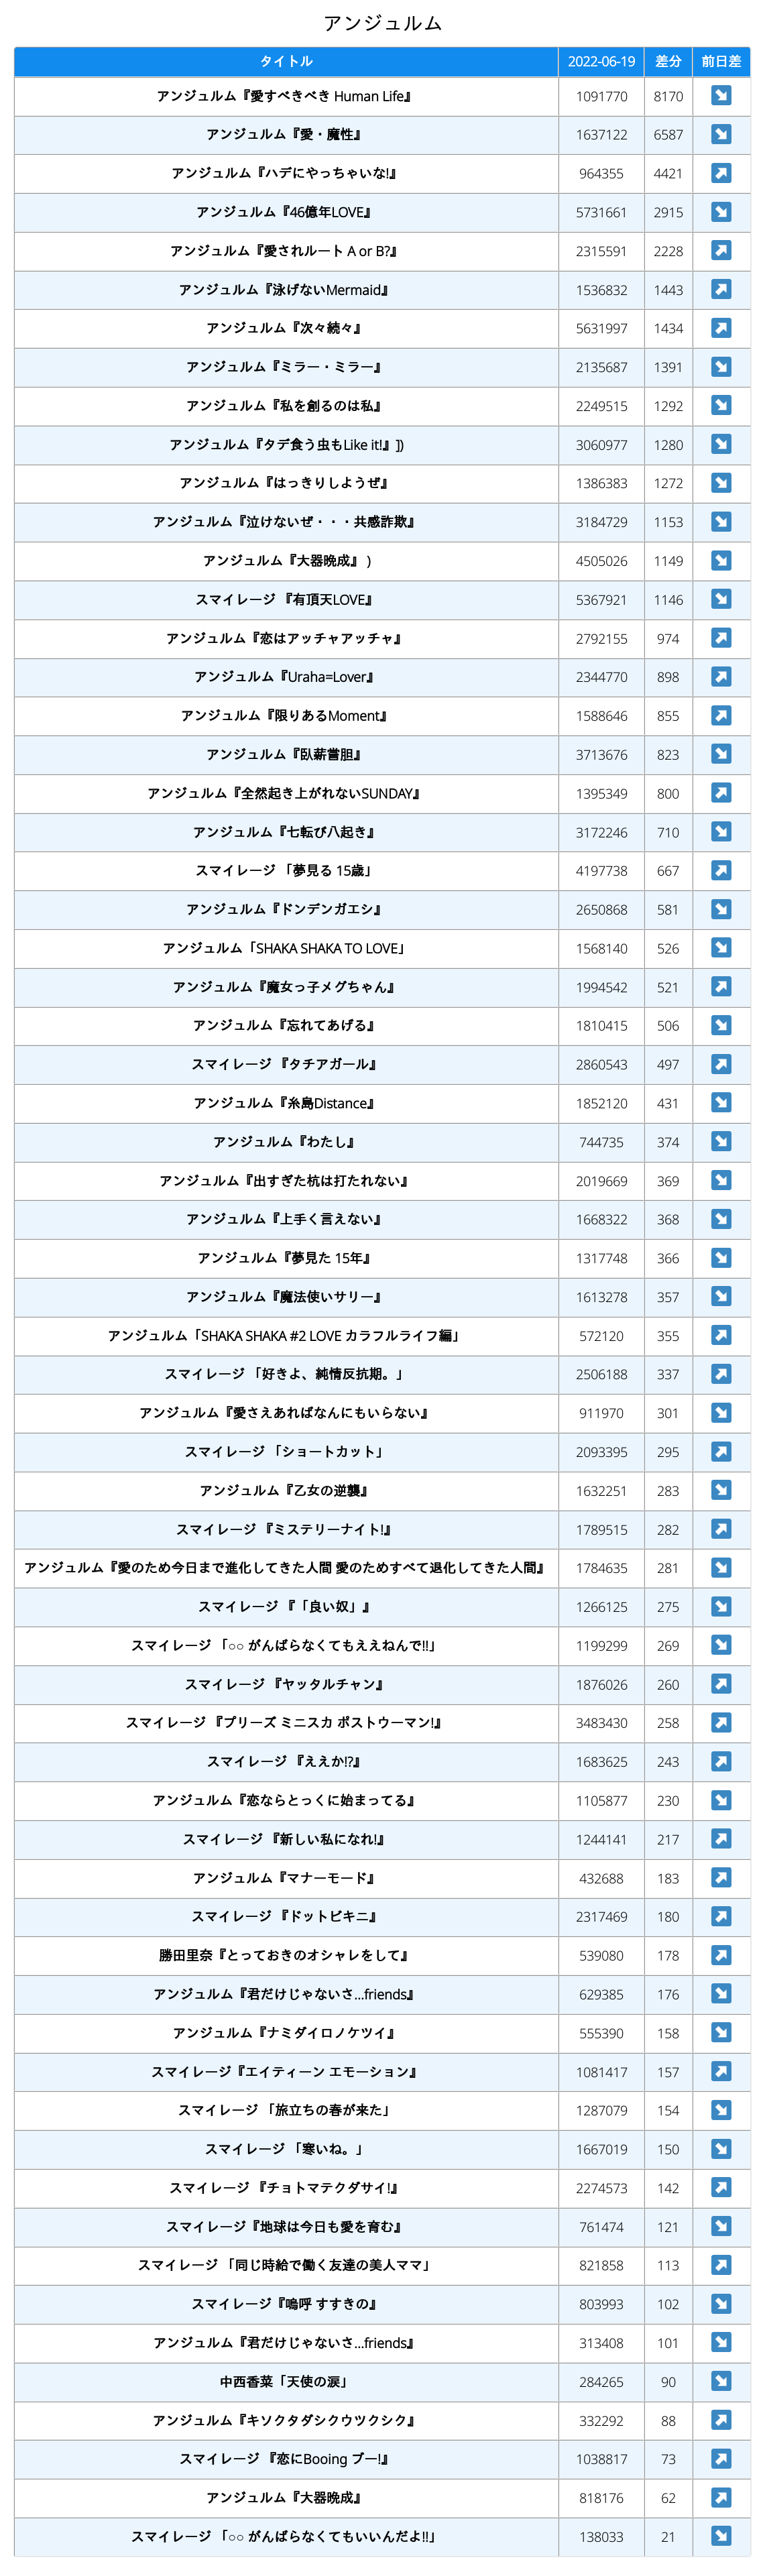 アンジュルム
タイトル 2022-06-19 差分 前日差
アンジュルム『愛すべきべき Human Life』 1091770 8170 ↘
アンジュルム『愛・魔性』 1637122 6587 ↘
アンジュルム『ハデにやっちゃいな!』 964355 4421 ↗
アンジュルム『46億年LOVE』 5731661 2915 ↘
アンジュルム『愛されルート A or B?』 2315591 2228 ↗
アンジュルム『泳げないMermaid』 1536832 1443 ↗
アンジュルム『次々続々』 5631997 1434 ↗
アンジュルム『ミラー・ミラー』 2135687 1391 ↘
アンジュルム『私を創るのは私』 2249515 1292 ↘
アンジュルム『タデ食う虫もLike it!』]) 3060977 1280 ↘
アンジュルム『はっきりしようぜ』 1386383 1272 ↘
アンジュルム『泣けないぜ・・・共感詐欺』 3184729 1153 ↘
アンジュルム『大器晩成』 ) 4505026 1149 ↘
スマイレージ 『有頂天LOVE』 5367921 1146 ↘
アンジュルム『恋はアッチャアッチャ』 2792155 974 ↗
アンジュルム『Uraha=Lover』 2344770 898 ↗
アンジュルム『限りあるMoment』 1588646 855 ↗
アンジュルム『臥薪嘗胆』 3713676 823 ↘
アンジュルム『全然起き上がれないSUNDAY』 1395349 800 ↗
アンジュルム『七転び八起き』 3172246 710 ↘
スマイレージ 「夢見る 15歳」 4197738 667 ↗
アンジュルム『ドンデンガエシ』 2650868 581 ↘
アンジュルム「SHAKA SHAKA TO LOVE」 1568140 526 ↘
アンジュルム『魔女っ子メグちゃん』 1994542 521 ↗
アンジュルム『忘れてあげる』 1810415 506 ↘
スマイレージ 『タチアガール』 2860543 497 ↗
アンジュルム『糸島Distance』 1852120 431 ↘
アンジュルム『わたし』 744735 374 ↘
アンジュルム『出すぎた杭は打たれない』 2019669 369 ↘
アンジュルム『上手く言えない』 1668322 368 ↘
アンジュルム『夢見た 15年』 1317748 366 ↘
アンジュルム『魔法使いサリー』 1613278 357 ↘
アンジュルム「SHAKA SHAKA #2 LOVE カラフルライフ編」 572120 355 ↗
スマイレージ 「好きよ、純情反抗期。」 2506188 337 ↗
アンジュルム『愛さえあればなんにもいらない』 911970 301 ↘
スマイレージ 「ショートカット」 2093395 295 ↗
アンジュルム『乙女の逆襲』 1632251 283 ↘
スマイレージ 『ミステリーナイト!』 1789515 282 ↗
アンジュルム『愛のため今日まで進化してきた人間 愛のためすべて退化してきた人間』 1784635 281 ↘
スマイレージ 『「良い奴」』 1266125 275 ↘
スマイレージ 「○○ がんばらなくてもええねんで!!」 1199299 269 ↘
スマイレージ 『ヤッタルチャン』 1876026 260 ↗
スマイレージ 『プリーズ ミニスカ ポストウーマン!』 3483430 258 ↗
スマイレージ 『ええか!?』 1683625 243 ↗
アンジュルム『恋ならとっくに始まってる』 1105877 230 ↘
スマイレージ 『新しい私になれ!』 1244141 217 ↗
アンジュルム『マナーモード』 432688 183 ↗
スマイレージ 『ドットビキニ』 2317469 180 ↗
勝田里奈『とっておきのオシャレをして』 539080 178 ↗
アンジュルム『君だけじゃないさ...friends』 629385 176 ↘
アンジュルム『ナミダイロノケツイ』 555390 158 ↘
スマイレージ『エイティーン エモーション』 1081417 157 ↗
スマイレージ 「旅立ちの春が来た」 1287079 154 ↘
スマイレージ 「寒いね。」 1667019 150 ↘
スマイレージ 『チョトマテクダサイ!』 2274573 142 ↗
スマイレージ『地球は今日も愛を育む』 761474 121 ↘
スマイレージ 「同じ時給で働く友達の美人ママ」 821858 113 ↗
スマイレージ『嗚呼 すすきの』 803993 102 ↘
アンジュルム『君だけじゃないさ...friends』 313408 101 ↘
中西香菜「天使の涙」 284265 90 ↘
アンジュルム『キソクタダシクウツクシク』 332292 88 ↗
スマイレージ 『恋にBooing ブー!』 1038817 73 ↗
アンジュルム『大器晩成』 818176 62 ↗
スマイレージ 「○○ がんばらなくてもいいんだよ!!」 138033 21 ↘